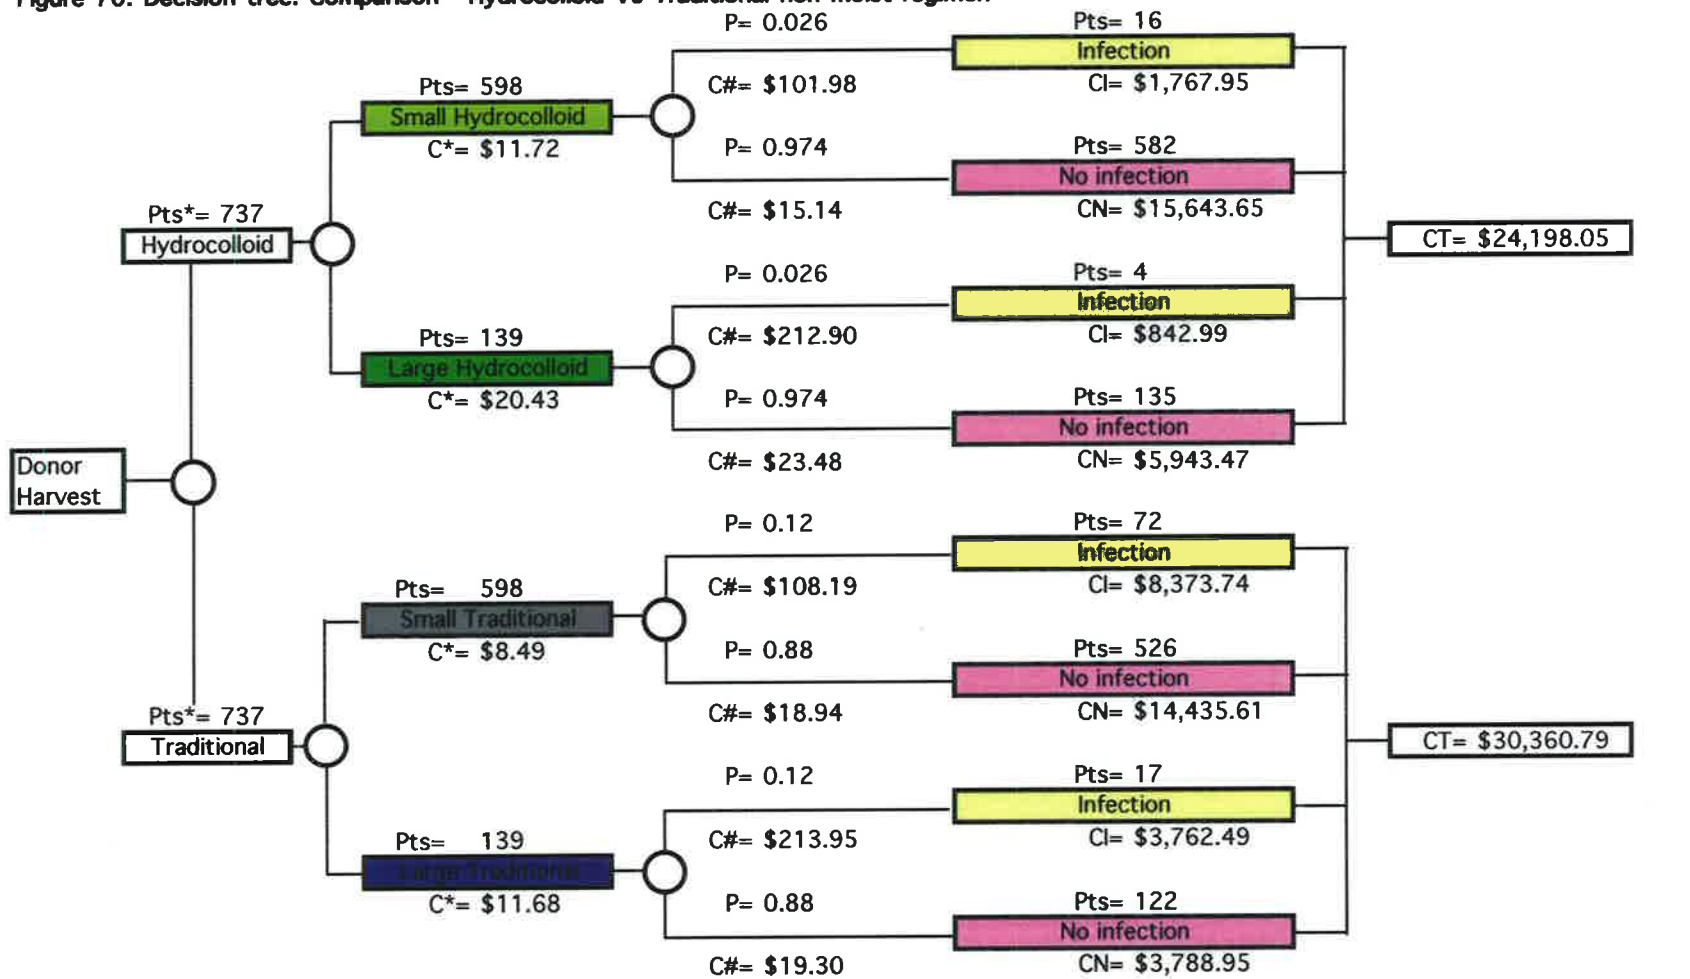 P= 0.026
Pts= 16
Infection
C#= $101.98
CI= $1,767.95
Pts= 598
Small Hydrocolloid
C*= $11.72
P= 0.974
Pts= 582
No infection
C#= $15.14
CN= $15,643.65
Pts*= 737
Hydrocolloid
CT= $24,198.05
P= 0.026
Pts= 4
Infection
C#= $212.90
CI= $842.99
Pts= 139
Large Hydrocolloid
C*= $20.43
P= 0.974
Pts= 135
No infection
C#= $23.48
CN= $5,943.47
Donor
Harvest
P= 0.12
Pts= 72
Infection
C#= $108.19
CI= $8,373.74
Pts= 598
Small Traditional
C*= $8.49
P= 0.88
Pts= 526
No infection
C#= $18.94
CN= $14,435.61
Pts*= 737
Traditional
CT= $30,360.79
P= 0.12
Pts= 17
Infection
C#= $213.95
CI= $3,762.49
Pts= 139
Large Traditional
C*= $11.68
P= 0.88
Pts= 122
No infection
C#= $19.30
CN= $3,788.95